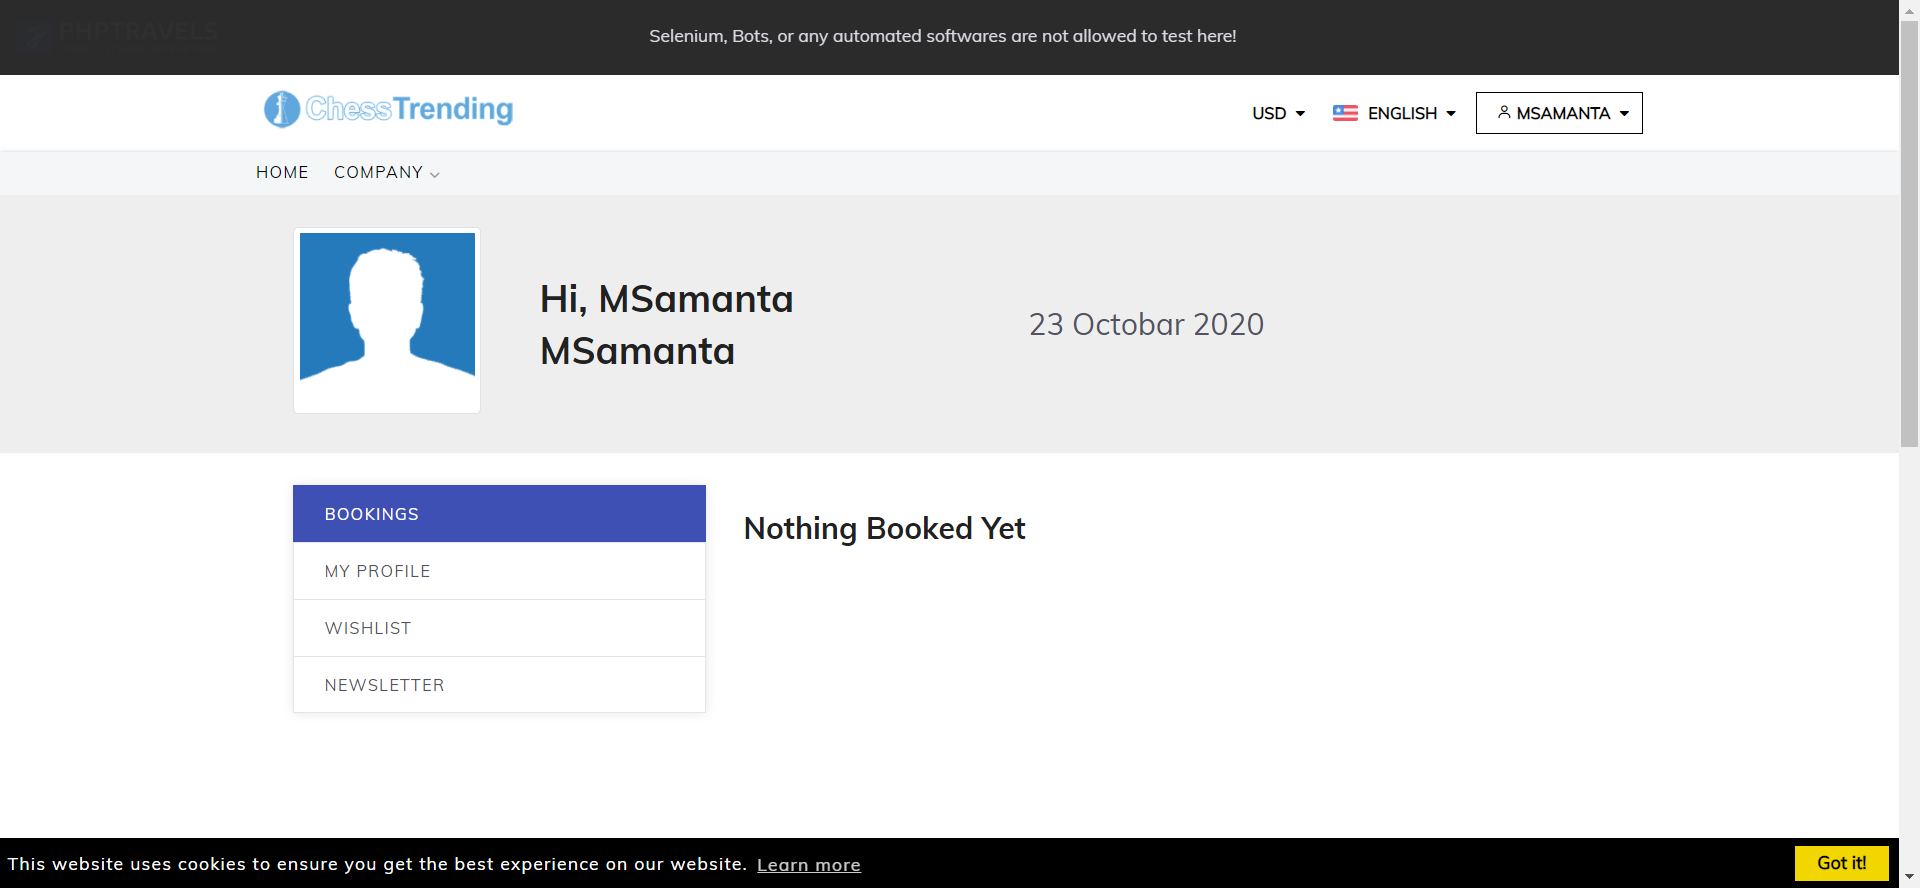 PHPTRAVELS
Selenium, Bots, or any automated softwares are not allowed to test here!
ChessTrending
USD
ENGLISH
MSAMANTA
HOME COMPANY
Hi, MSamanta
MSamanta
23 Octobar 2020
BOOKINGS
Nothing Booked Yet
MY PROFILE
WISHLIST
NEWSLETTER
This website uses cookies to ensure you get the best experience on our website. Learn more
Got it!